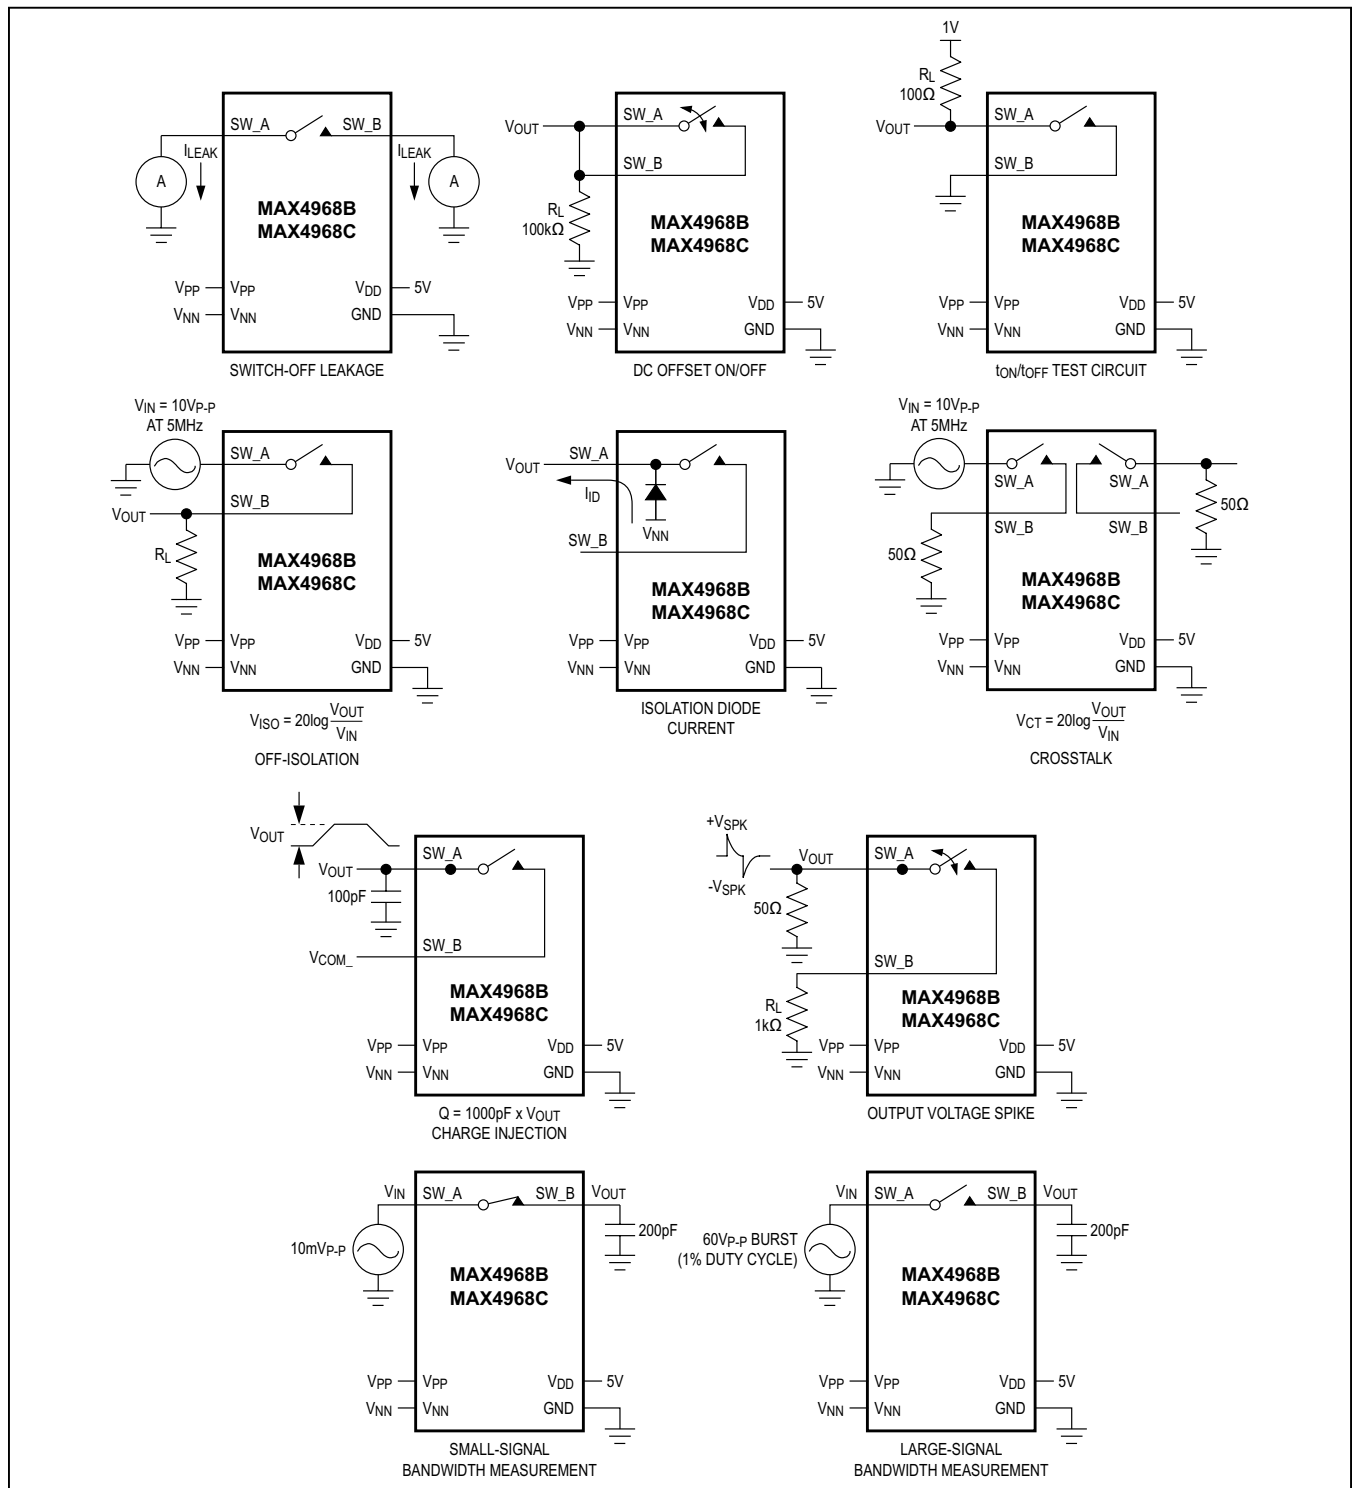 SW_A SW_B
ILEAK ILEAK
A A
MAX4968B
MAX4968C
VPP VPP VDD 5V
VNN VNN GND
SWITCH-OFF LEAKAGE
VOUT SW_A
SW_B
RL
100kΩ
MAX4968B
MAX4968C
VPP VPP VDD 5V
VNN VNN GND
DC OFFSET ON/OFF
1V
RL
100Ω
VOUT SW_A
SW_B
MAX4968B
MAX4968C
VPP VPP VDD 5V
VNN VNN GND
tON/tOFF TEST CIRCUIT
VIN = 10VP-P
AT 5MHz
SW_A
SW_B
VOUT
RL
MAX4968B
MAX4968C
VPP VPP VDD 5V
VNN VNN GND
VISO = 20log VOUT
VIN
OFF-ISOLATION
VOUT SW_A
IID
VNN
SW_B
MAX4968B
MAX4968C
VPP VPP VDD 5V
VNN VNN GND
ISOLATION DIODE
CURRENT
VIN = 10VP-P
AT 5MHz
SW_A SW_A
SW_B SW_B
50Ω 50Ω
MAX4968B
MAX4968C
VPP VPP VDD 5V
VNN VNN GND
VCT = 20log VOUT
VIN
CROSSTALK
VOUT
VOUT SW_A
100pF
SW_B
VCOM_
MAX4968B
MAX4968C
VPP VPP VDD 5V
VNN VNN GND
Q = 1000pF x VOUT
CHARGE INJECTION
+VSPK
-VSPK
VOUT SW_A
50Ω
SW_B
RL
1kΩ
MAX4968B
MAX4968C
VPP VPP VDD 5V
VNN VNN GND
OUTPUT VOLTAGE SPIKE
VIN SW_A SW_B VOUT
10mVP-P 200pF
MAX4968B
MAX4968C
VPP VPP VDD 5V
VNN VNN GND
SMALL-SIGNAL
BANDWIDTH MEASUREMENT
VIN SW_A SW_B VOUT
60VP-P BURST
(1% DUTY CYCLE)
200pF
MAX4968B
MAX4968C
VPP VPP VDD 5V
VNN VNN GND
LARGE-SIGNAL
BANDWIDTH MEASUREMENT